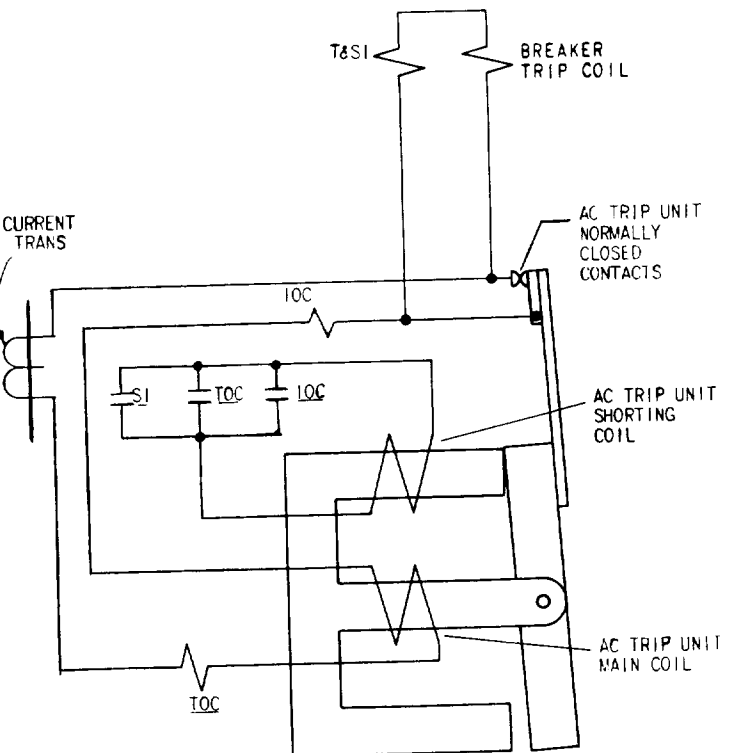 T&SI
BREAKER
TRIP COIL
CURRENT
TRANS
AC TRIP UNIT
NORMALLY
CLOSED
CONTACTS
IOC
SI
TOC
IOC
AC TRIP UNIT
SHORTING
COIL
AC TRIP UNIT
MAIN COIL
TOC